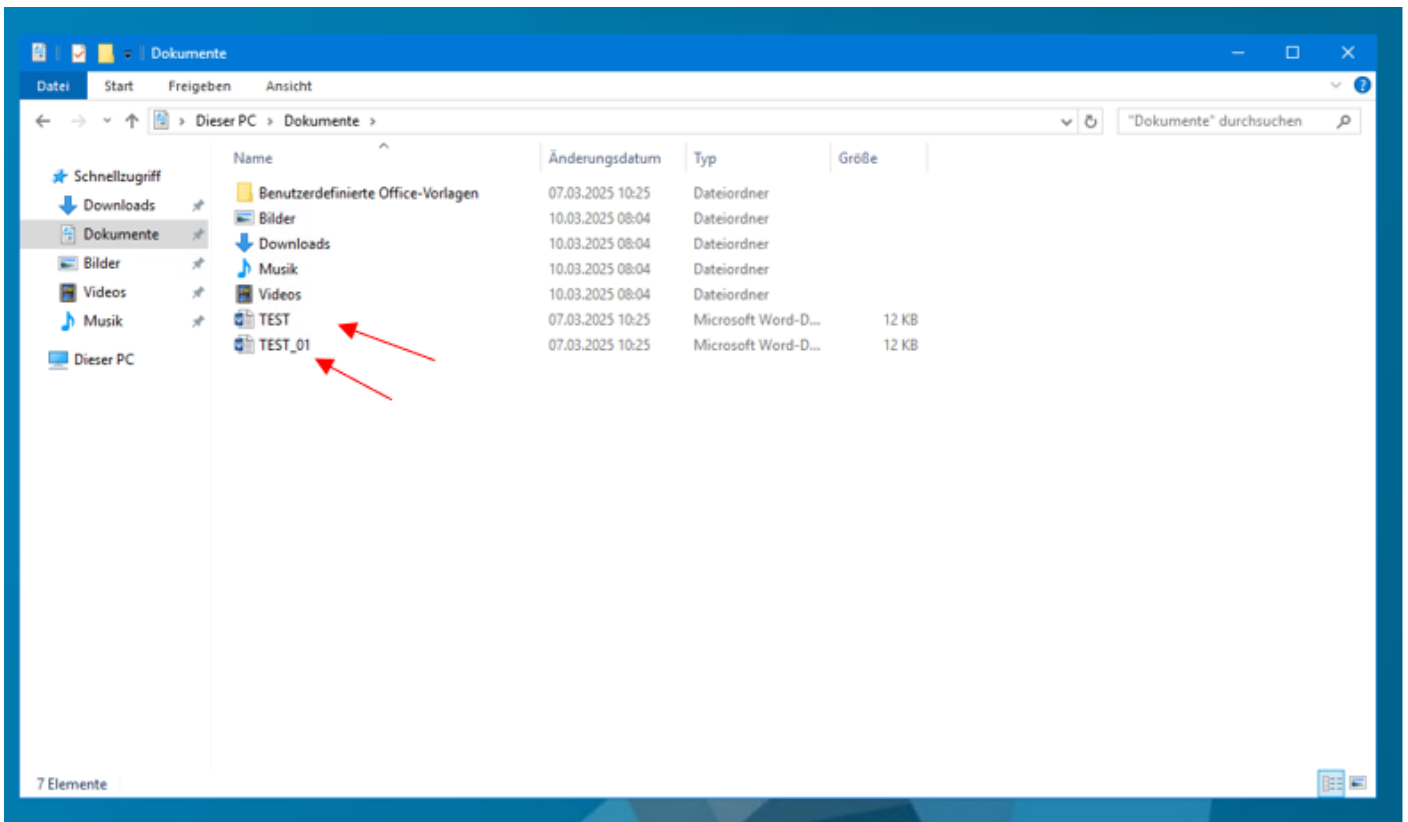 Dokumente
Datei Start Freigeben Ansicht
Dieser PC > Dokumente >
"Dokumente" durchsuchen
Name Änderungsdatum Typ Größe
Schnellzugriff
Downloads
Dokumente
Bilder
Videos
Musik
Dieser PC
Benutzerdefinierte Office-Vorlagen 07.03.2025 10:25 Dateiordner
Bilder 10.03.2025 08:04 Dateiordner
Downloads 10.03.2025 08:04 Dateiordner
Musik 10.03.2025 08:04 Dateiordner
Videos 10.03.2025 08:04 Dateiordner
TEST 07.03.2025 10:25 Microsoft Word-D... 12 KB
TEST_01 07.03.2025 10:25 Microsoft Word-D... 12 KB
7 Elemente